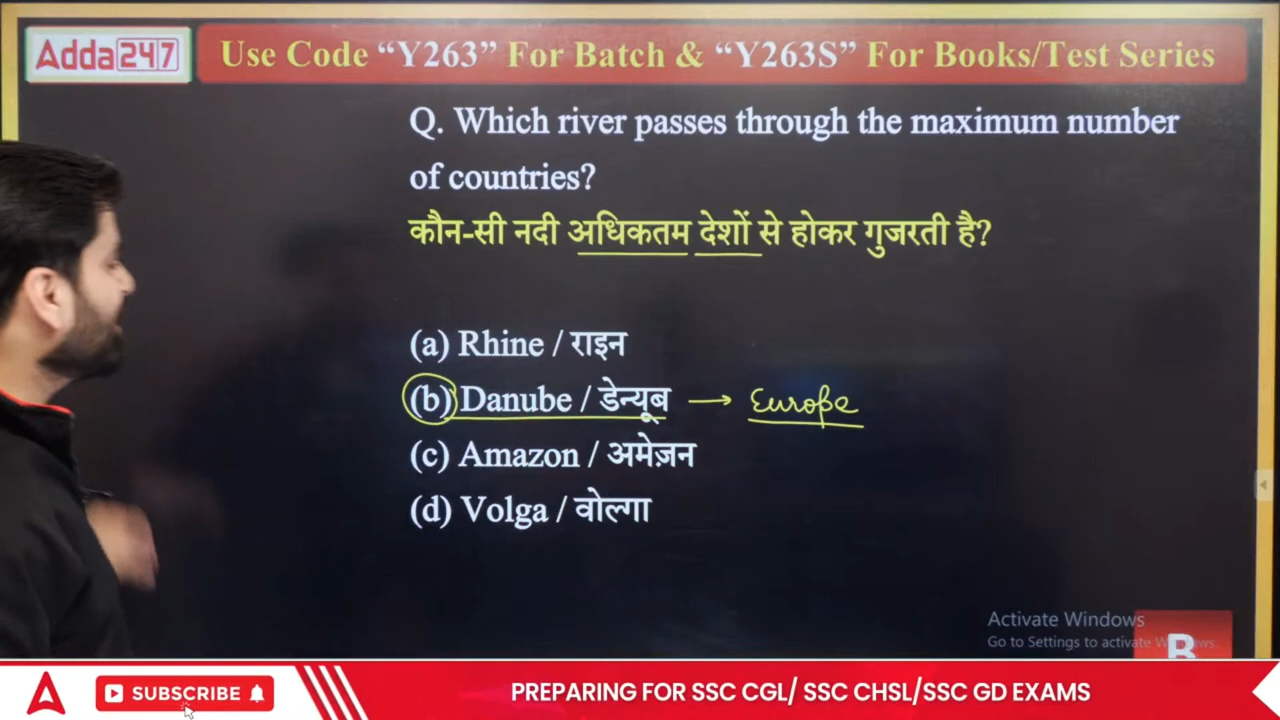 Adda247
Use Code “Y263” For Batch & “Y263S” For Books/Test Series
Q. Which river passes through the maximum number
of countries?
कौन-सी नदी अधिकतम देशों से होकर गुजरती है?
(a) Rhine / राइन
(b) Danube / डेन्यूब → Europe
(c) Amazon / अमेज़न
(d) Volga / वोल्गा
Activate Windows
Go to Settings to activate Windows.
B
SUBSCRIBE
PREPARING FOR SSC CGL/ SSC CHSL/SSC GD EXAMS